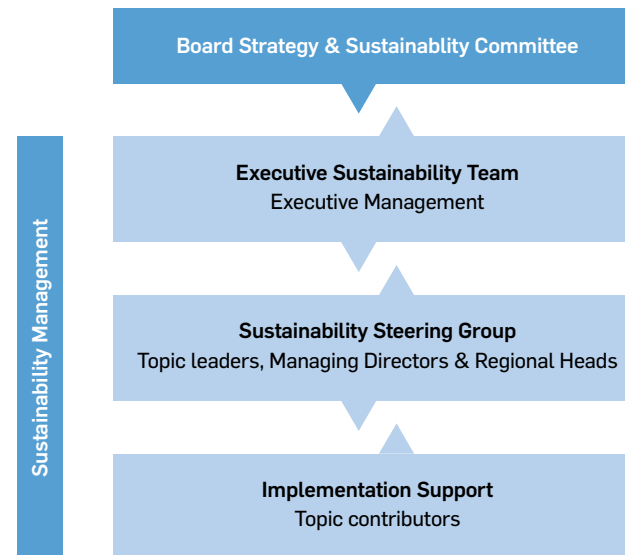 Board Strategy & Sustainablity Committee
Sustainability Management
Executive Sustainability Team
Executive Management
Sustainability Steering Group
Topic leaders, Managing Directors & Regional Heads
Implementation Support
Topic contributors